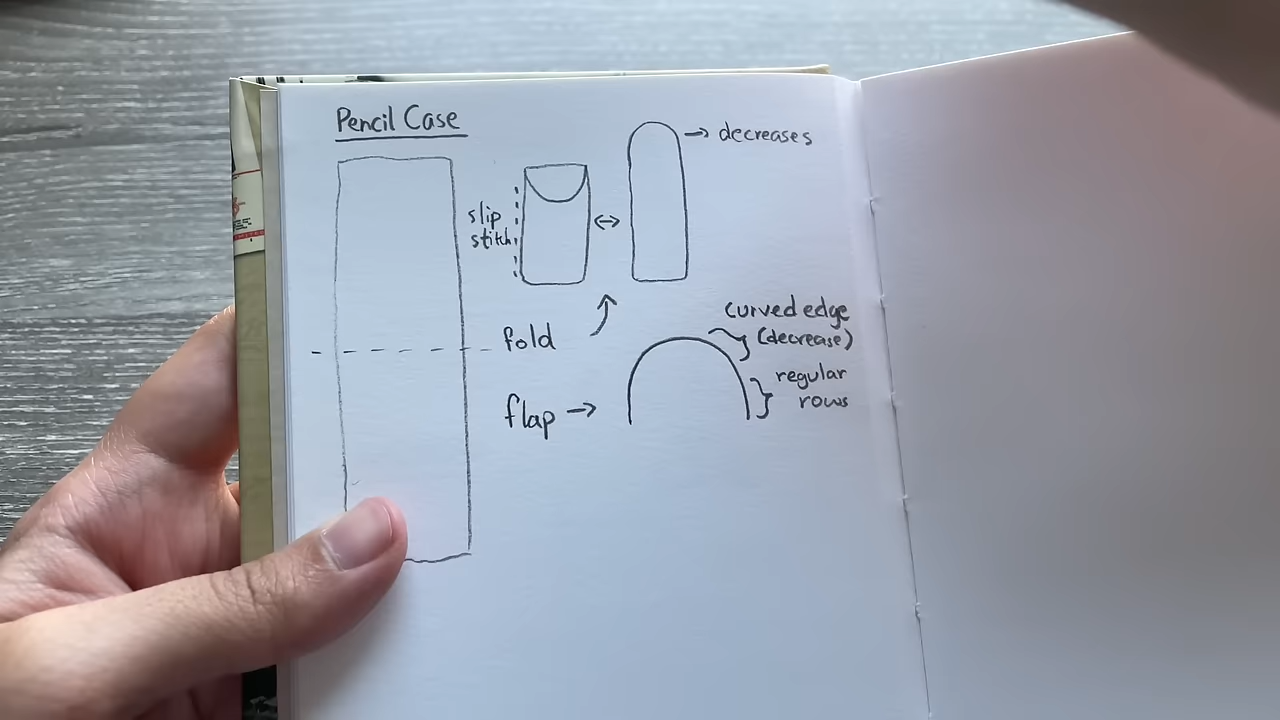 Pencil Case
→ decreases
slip
stitch
fold
curved edge
(decrease)
regular
rows
flap →